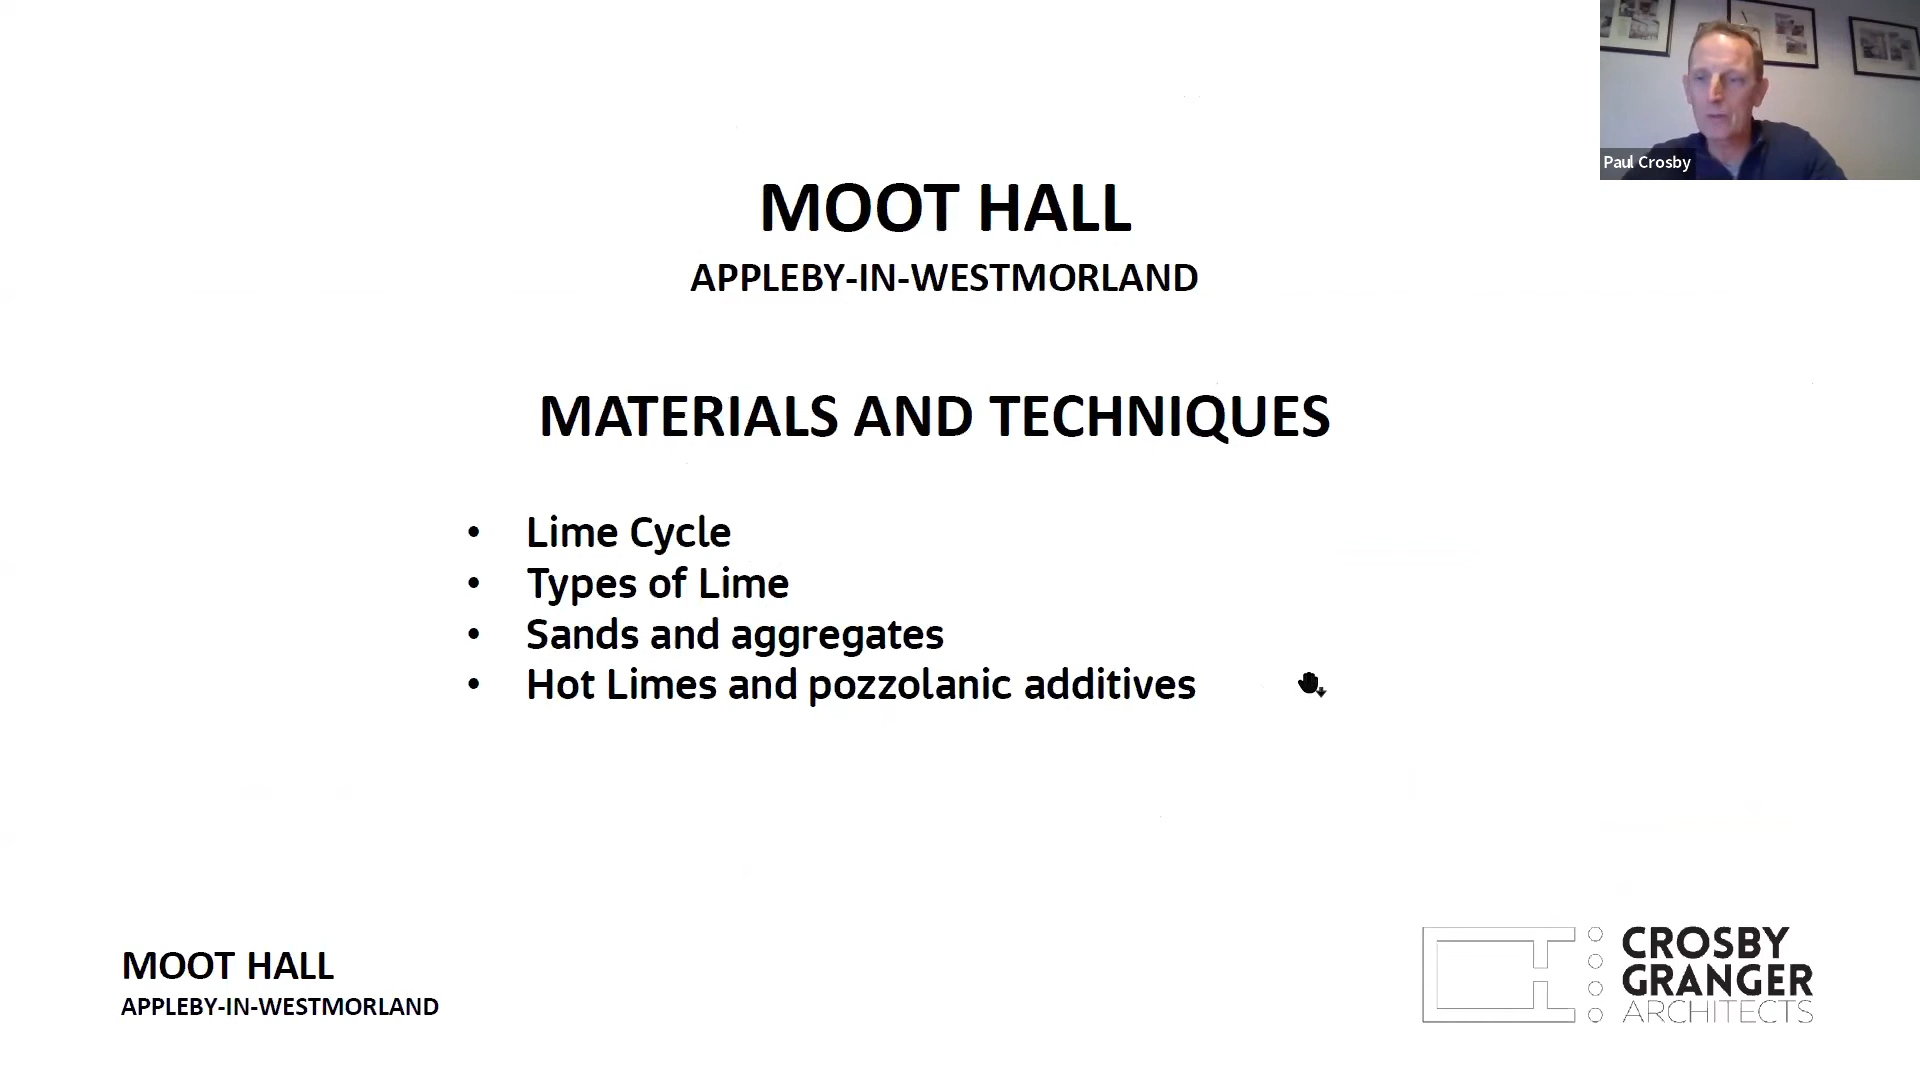 Paul Crosby
MOOT HALL
APPLEBY-IN-WESTMORLAND
MATERIALS AND TECHNIQUES
• Lime Cycle
• Types of Lime
• Sands and aggregates
• Hot Limes and pozzolanic additives
MOOT HALL
APPLEBY-IN-WESTMORLAND
CROSBY
GRANGER
ARCHITECTS